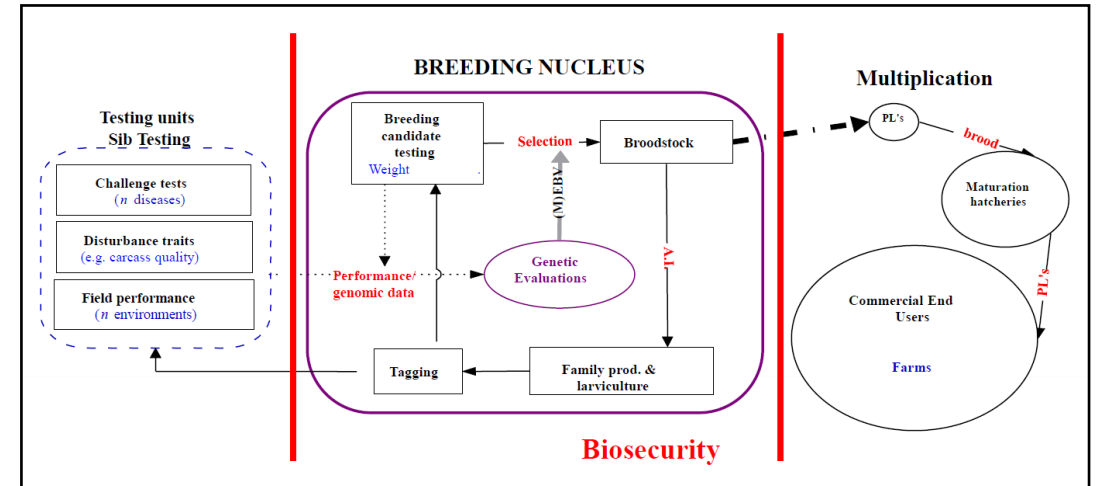 BREEDING NUCLEUS
Multiplication
Testing units
Sib Testing
Challenge tests
(n diseases)
Disturbance traits
(e.g. carcass quality)
Field performance
(n environments)
Breeding
candidate
testing
Weight .
Selection
Broodstock
(M)EBV
Performance/
genomic data
Genetic
Evaluations
A.I.
Tagging
Family prod. &
larviculture
PL's
brood
Maturation
hatcheries
PL's
Commercial End
Users
Farms
Biosecurity